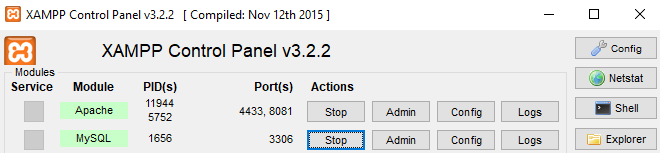 XAMPP Control Panel v3.2.2 [ Compiled: Nov 12th 2015 ]
XAMPP Control Panel v3.2.2
Config
Modules
Service Module PID(s) Port(s) Actions
Netstat
Apache 11944 5752 4433, 8081 Stop Admin Config Logs
Shell
MySQL 1656 3306 Stop Admin Config Logs
Explorer